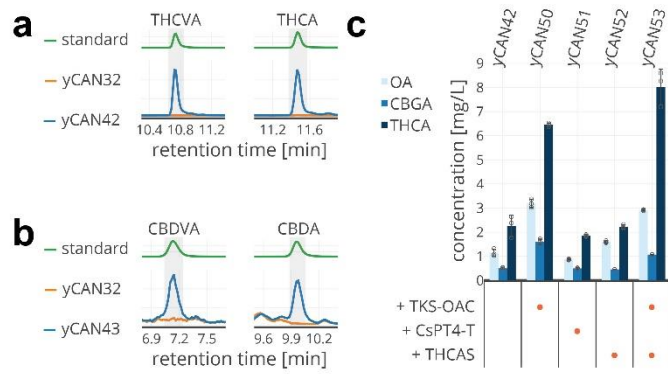 a
THCVA THCA
standard
yCAN32
yCAN42
10.4 10.8 11.2 11.2 11.6
retention time [min]
b
CBDVA CBDA
standard
yCAN32
yCAN43
6.9 7.2 7.5 9.6 9.9 10.2
retention time [min]
c
yCAN42 yCAN50 yCAN51 yCAN52 yCAN53
OA
CBGA
THCA
concentration [mg/L]
9
8
7
6
5
4
3
2
1
0
+ TKS-OAC
+ CsPT4-T
+ THCAS